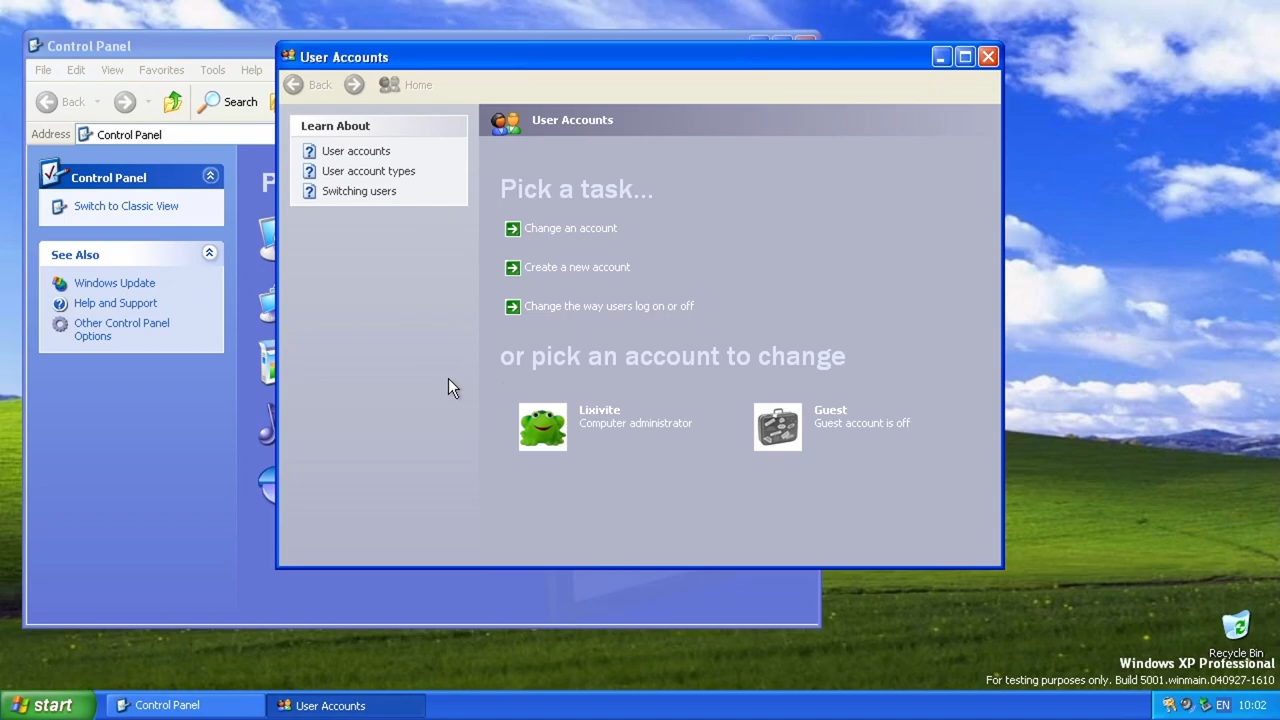 Control Panel
File Edit View Favorites Tools Help
Back Search
Address Control Panel
Control Panel
Switch to Classic View
See Also
Windows Update
Help and Support
Other Control Panel
Options
P
User Accounts
Back Home
Learn About
User accounts
User account types
Switching users
User Accounts
Pick a task...
Change an account
Create a new account
Change the way users log on or off
or pick an account to change
Lixivite
Computer administrator
Guest
Guest account is off
Recycle Bin
Windows XP Professional
For testing purposes only. Build 5001.winmain.040927-1610
start Control Panel User Accounts EN 10:02